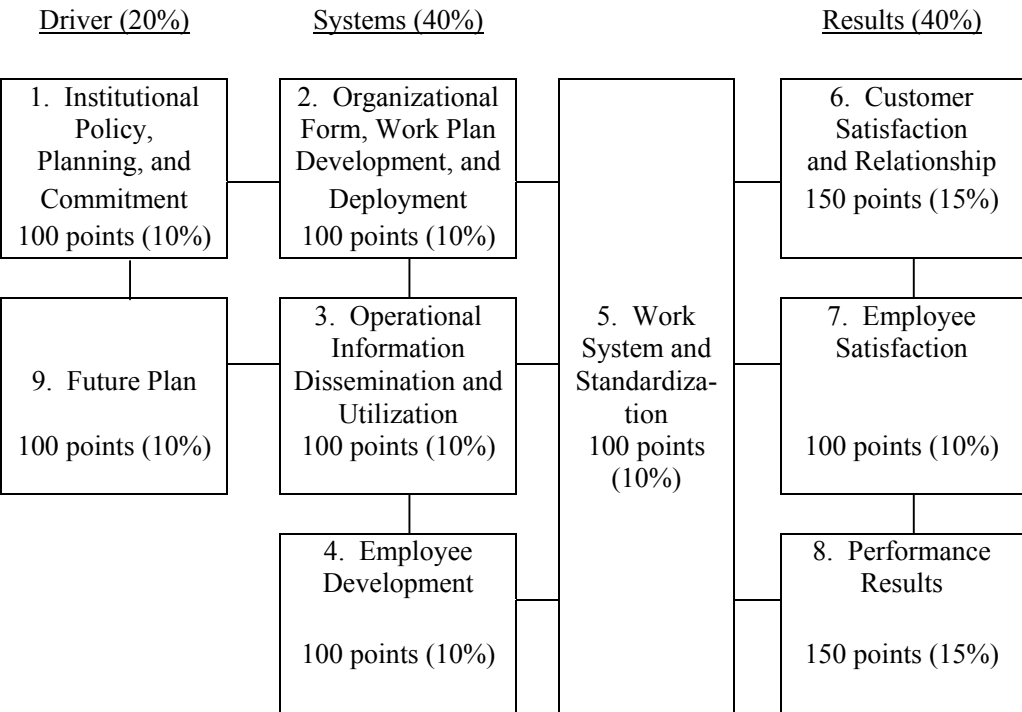 Driver (20%)
Systems (40%)
Results (40%)
1. Institutional
Policy,
Planning, and
Commitment
100 points (10%)
9. Future Plan
100 points (10%)
2. Organizational
Form, Work Plan
Development, and
Deployment
100 points (10%)
3. Operational
Information
Dissemination and
Utilization
100 points (10%)
4. Employee
Development
100 points (10%)
5. Work
System and
Standardiza-
tion
100 points
(10%)
6. Customer
Satisfaction
and Relationship
150 points (15%)
7. Employee
Satisfaction
100 points (10%)
8. Performance
Results
150 points (15%)